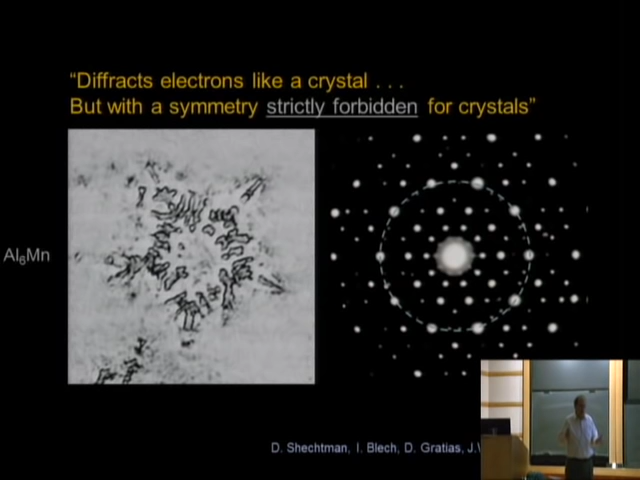 “Diffracts electrons like a crystal . . .
But with a symmetry strictly forbidden for crystals”
Al₆Mn
D. Shechtman, I. Blech, D. Gratias,